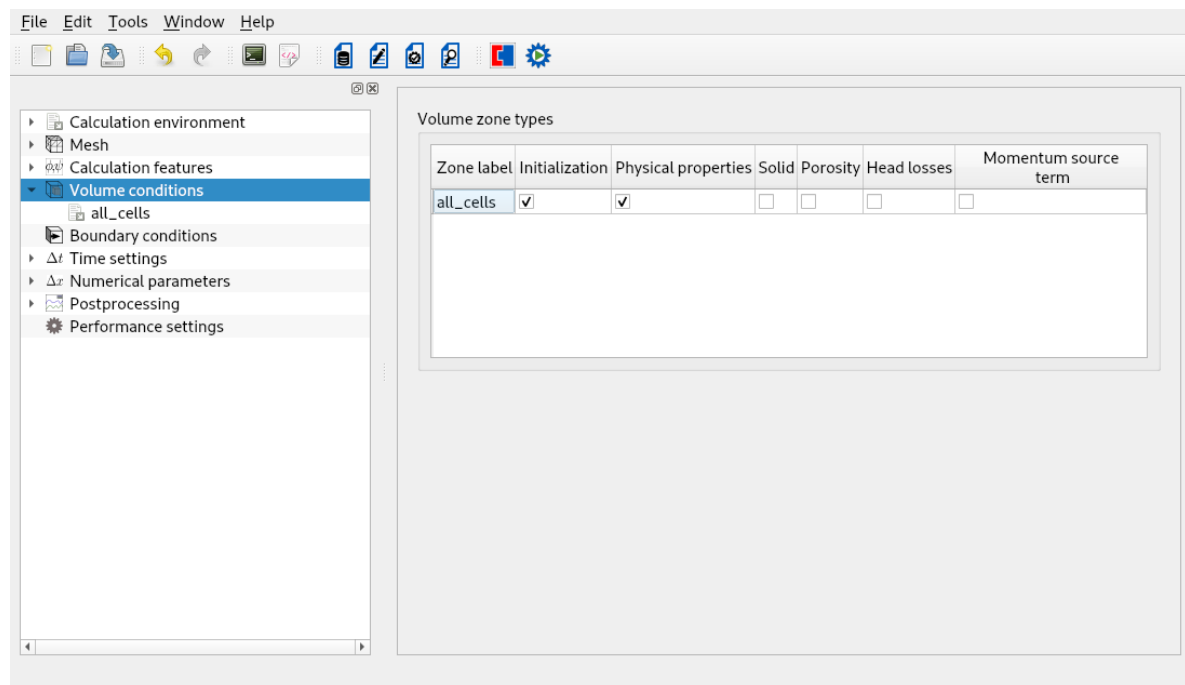 File Edit Tools Window Help
Calculation environment
Mesh
Calculation features
Volume conditions
all_cells
Boundary conditions
Δt Time settings
Δx Numerical parameters
Postprocessing
Performance settings
Volume zone types
Zone label Initialization Physical properties Solid Porosity Head losses Momentum source
term
all_cells